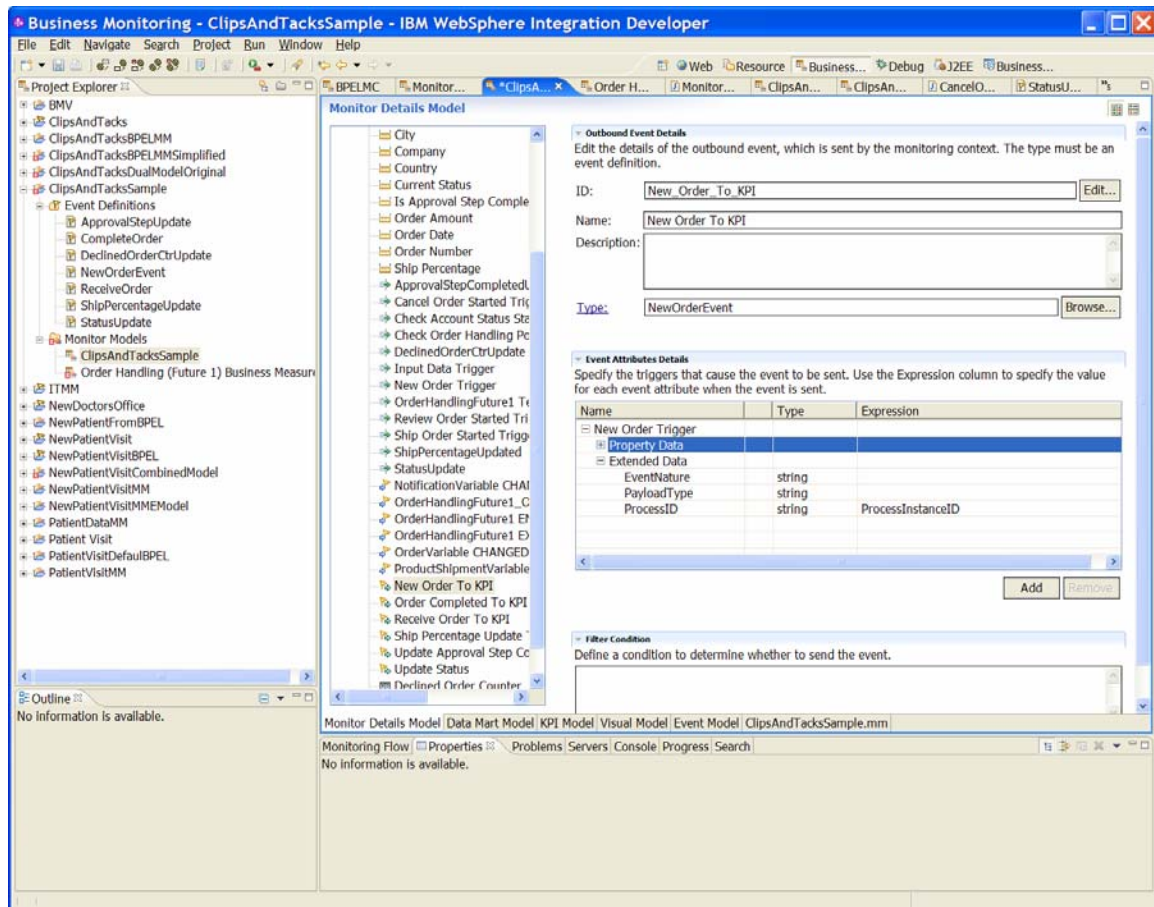 Business Monitoring - ClipsAndTacksSample - IBM WebSphere Integration Developer
File Edit Navigate Search Project Run Window Help
Web Resource Business... Debug J2EE Business...
Project Explorer
BMV
ClipsAndTacks
ClipsAndTacksBPELMM
ClipsAndTacksBPELMMSimplified
ClipsAndTacksDualModelOriginal
ClipsAndTacksSample
Event Definitions
ApprovalStepUpdate
CompleteOrder
DeclinedOrderCtrUpdate
NewOrderEvent
ReceiveOrder
ShipPercentageUpdate
StatusUpdate
Monitor Models
ClipsAndTacksSample
Order Handling (Future 1) Business Measur
ITMM
NewDoctorsOffice
NewPatientFromBPEL
NewPatientVisit
NewPatientVisitBPEL
NewPatientVisitCombinedModel
NewPatientVisitMM
NewPatientVisitMMEModel
PatientDataMM
Patient Visit
PatientVisitDefaulBPEL
PatientVisitMM
Outline
No information is available.
BPELMC Monitor... *ClipsA... Order H... Monitor... ClipsAn... ClipsAn... CancelO... StatusU... »5
Monitor Details Model
City
Company
Country
Current Status
Is Approval Step Comple
Order Amount
Order Date
Order Number
Ship Percentage
ApprovalStepCompletedU
Cancel Order Started Trig
Check Account Status Sta
Check Order Handling Po
DeclinedOrderCtrUpdate
Input Data Trigger
New Order Trigger
OrderHandlingFuture1 Te
Review Order Started Tri
Ship Order Started Trigg
ShipPercentageUpdated
StatusUpdate
NotificationVariable CHAI
OrderHandlingFuture1_O
OrderHandlingFuture1 EN
OrderHandlingFuture1 EX
OrderVariable CHANGED
ProductShipmentVariable
New Order To KPI
Order Completed To KPI
Receive Order To KPI
Ship Percentage Update
Update Approval Step Co
Update Status
Declined Order Counter
Outbound Event Details
Edit the details of the outbound event, which is sent by the monitoring context. The type must be an
event definition.
ID: New_Order_To_KPI Edit...
Name: New Order To KPI
Description:
Type: NewOrderEvent Browse...
Event Attributes Details
Specify the triggers that cause the event to be sent. Use the Expression column to specify the value
for each event attribute when the event is sent.
Name Type Expression
New Order Trigger
Property Data
Extended Data
EventNature string
PayloadType string
ProcessID string ProcessInstanceID
Add Remove
Filter Condition
Define a condition to determine whether to send the event.
Monitor Details Model Data Mart Model KPI Model Visual Model Event Model ClipsAndTacksSample.mm
Monitoring Flow Properties Problems Servers Console Progress Search
No information is available.